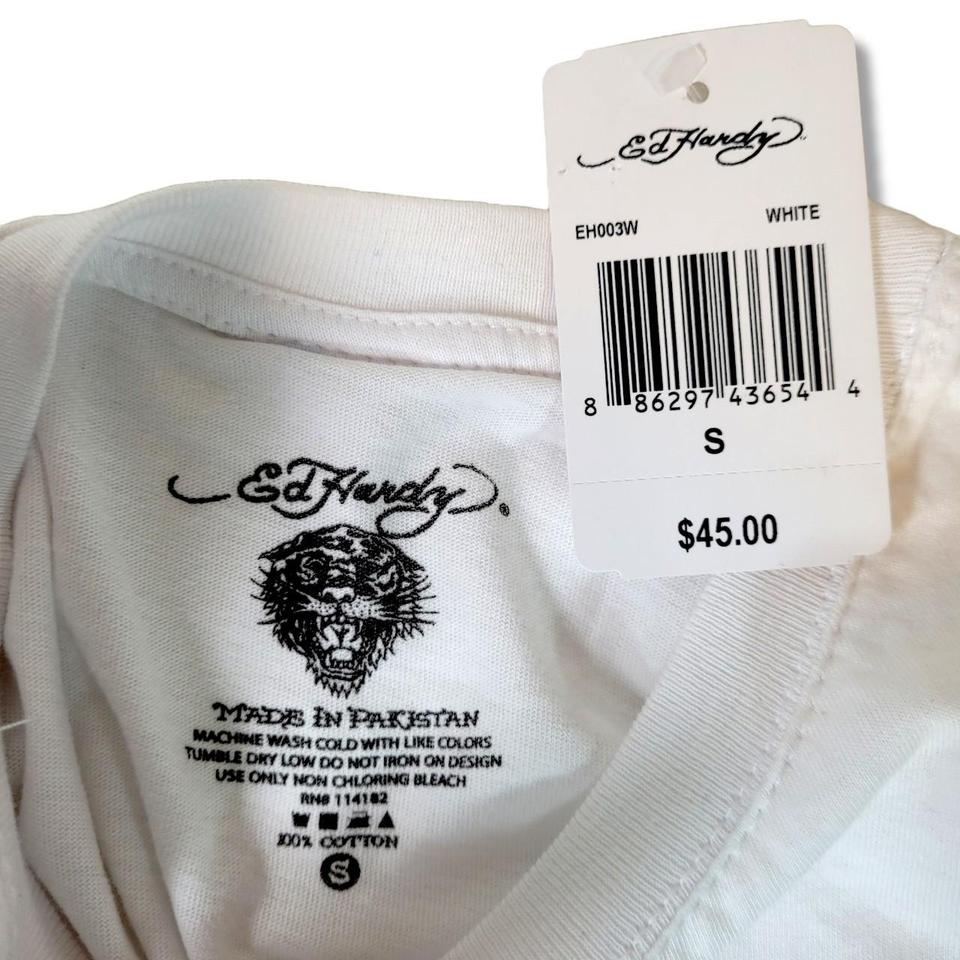 Ed Hardy
EH003W WHITE
8 86297 43654 4
S
$45.00
Ed Hardy®
MADE IN PAKISTAN
MACHINE WASH COLD WITH LIKE COLORS
TUMBLE DRY LOW DO NOT IRON ON DESIGN
USE ONLY NON CHLORING BLEACH
RN# 114182
100% COTTON
S